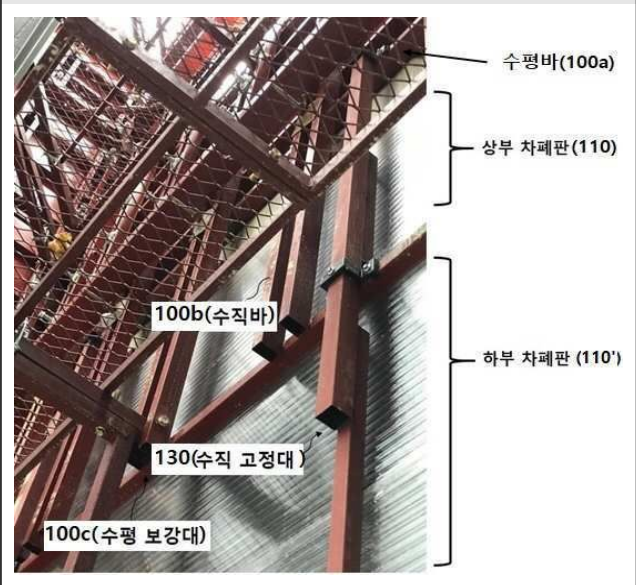 수평바(100a)
상부 차폐판(110)
100b(수직바)
하부 차폐판 (110')
130(수직 고정대)
100c(수평 보강대)